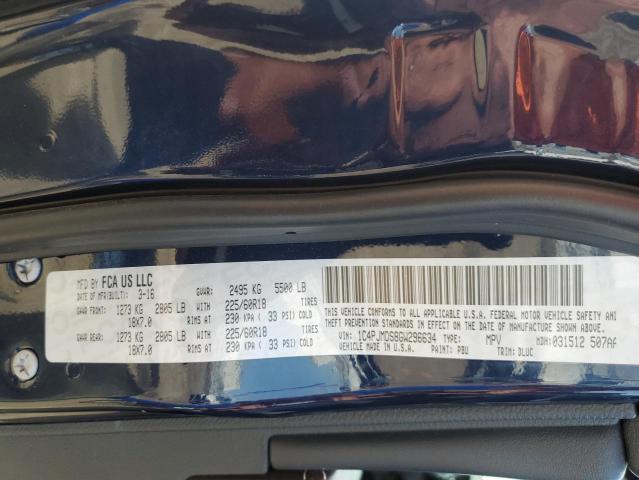 MFD BY FCA US LLC
DATE OF MFR(BUILT): 3-16 GVWR: 2495 KG 5500 LB
GAWR FRONT: 1273 KG 2805 LB WITH 225/60R18 TIRES
18X7.0 RIMS AT 230 KPA ( 33 PSI) COLD
GAWR REAR: 1273 KG 2805 LB WITH 225/60R18 TIRES
18X7.0 RIMS AT 230 KPA ( 33 PSI) COLD
THIS VEHICLE CONFORMS TO ALL APPLICABLE U.S.A. FEDERAL MOTOR VEHICLE SAFETY, BUMPER AND
THEFT PREVENTION STANDARDS IN EFFECT ON THE DATE OF MANUFACTURE SHOWN ABOVE
VIN: 1C4PJMDS8GW296634 TYPE: MPV MDH: 031512 507AF
VEHICLE MADE IN U.S.A. PAINT: PBU TRIM: DLUC